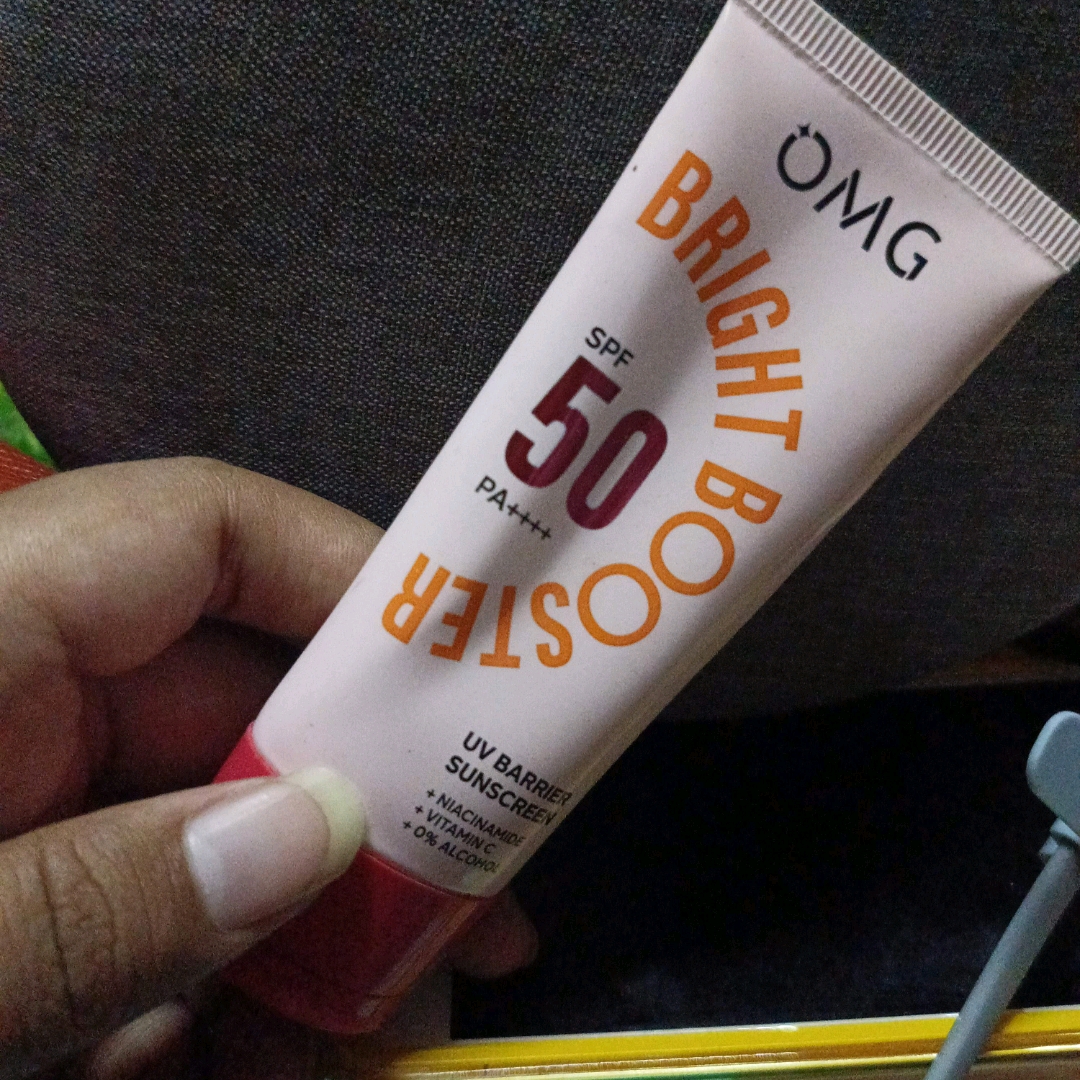 OMG
BRIGHT BOOSTER
SPF
50
PA++++
UV BARRIER
SUNSCREEN
+ NIACINAMIDE
+ VITAMIN C
+ 0% ALCOHOL